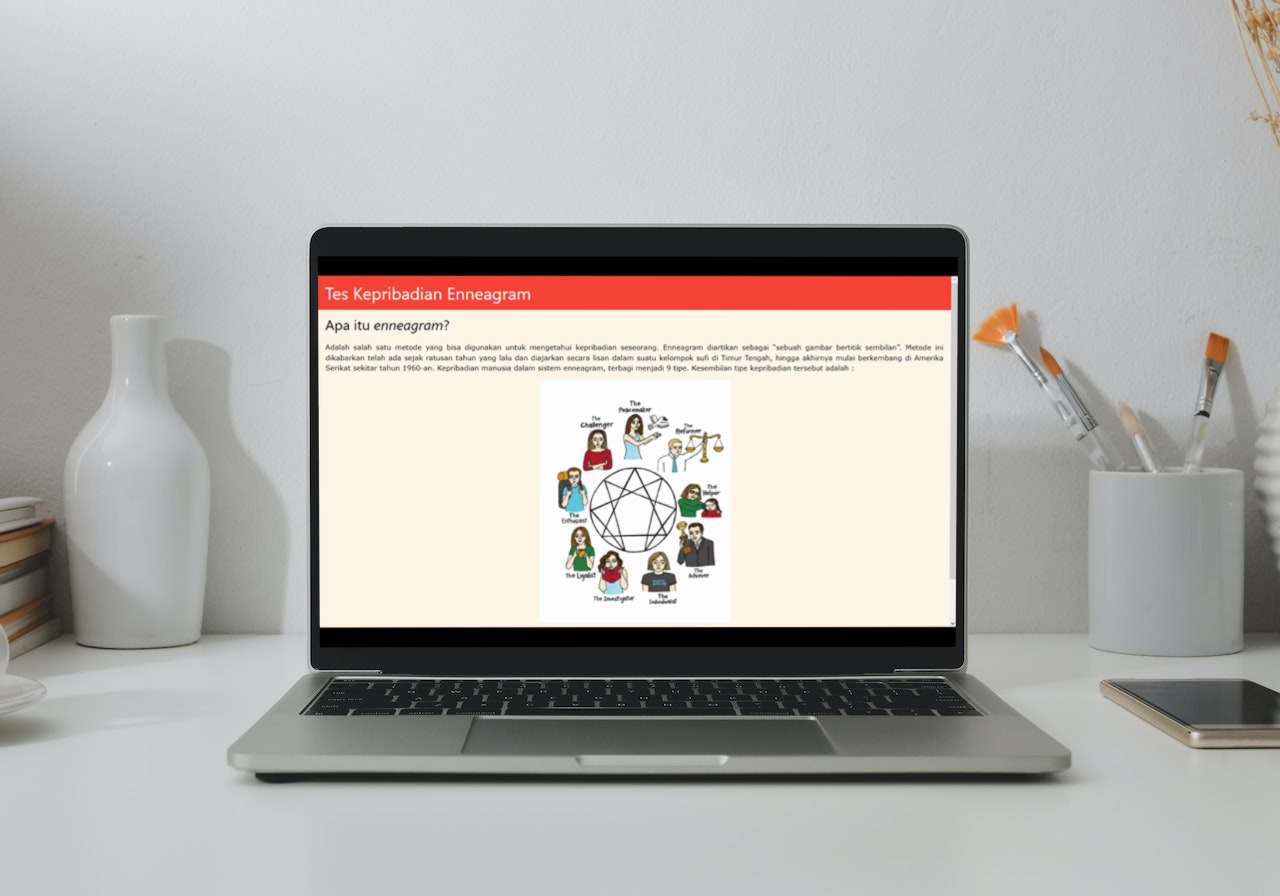 Tes Kepribadian Enneagram
Apa itu enneagram?
Adalah salah satu metode yang bisa digunakan untuk mengetahui kepribadian seseorang. Enneagram diartikan sebagai "sebuah gambar bertitik sembilan". Metode ini
dikabarkan telah ada sejak ratusan tahun yang lalu dan diajarkan secara lisan dalam suatu kelompok sufi di Timur Tengah, hingga akhirnya mulai berkembang di Amerika
Serikat sekitar tahun 1960-an. Kepribadian manusia dalam sistem enneagram, terbagi menjadi 9 tipe. Kesembilan tipe kepribadian tersebut adalah :
The
Peacemaker
The
Challenger
The
Reformer
The
Helper
The
Enthusiast
The
Achiever
The Loyalist
The Investigator
The
Individualist